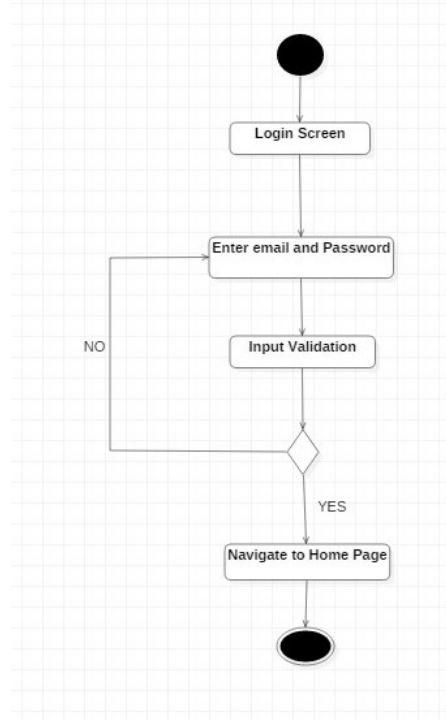 Login Screen
Enter email and Password
Input Validation
NO
YES
Navigate to Home Page